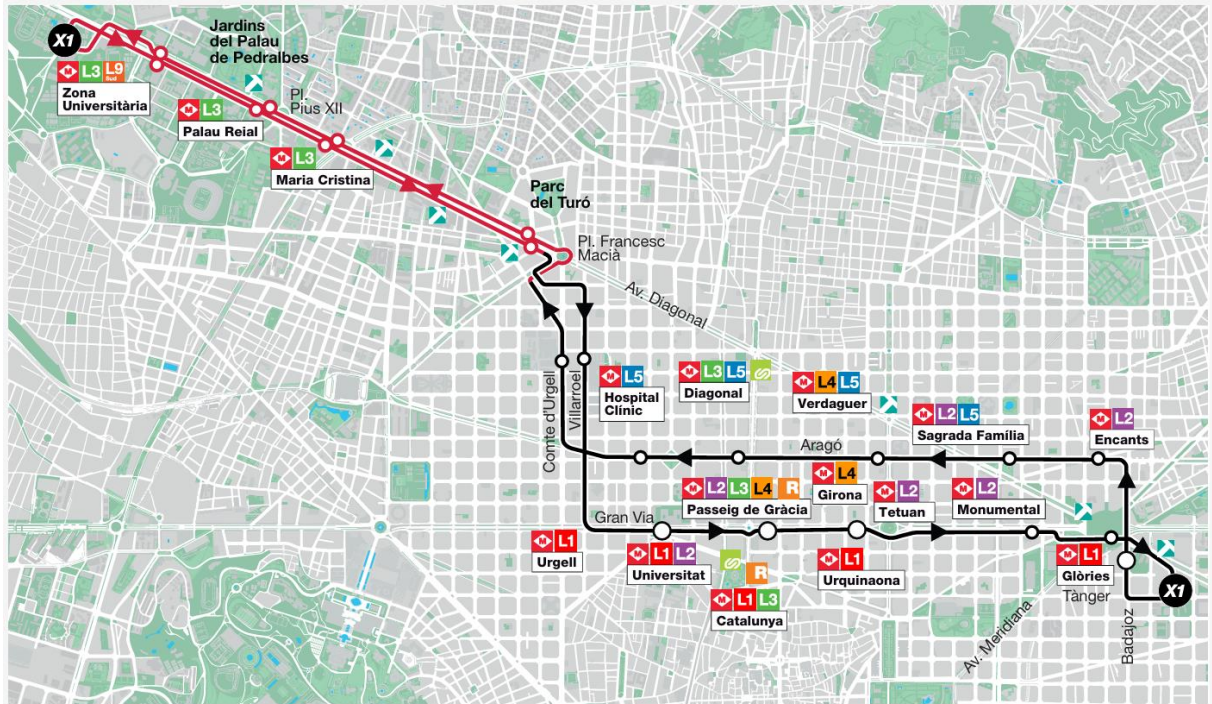 X1
Jardins
del Palau
de Pedralbes
M L3 L9
Sud
Zona
Universitària
M L3
Palau Reial
Pl.
Pius XII
M L3
Maria Cristina
Parc
del Turó
Pl. Francesc
Macià
Av. Diagonal
Comte d'Urgell
Villarroel
M L5
Hospital
Clínic
M L3 L5
Diagonal
M L4 L5
Verdaguer
M L2 L5
Sagrada Família
M L2
Encants
Aragó
M L2 L3 L4 R
Passeig de Gràcia
M L4
Girona
M L2
Tetuan
M L2
Monumental
Gran Via
M L1
Urgell
M L1 L2
Universitat
R
M L1 L3
Catalunya
M L1
Urquinaona
M L1
Glòries
Tànger
Av. Meridiana
Badajoz
X1